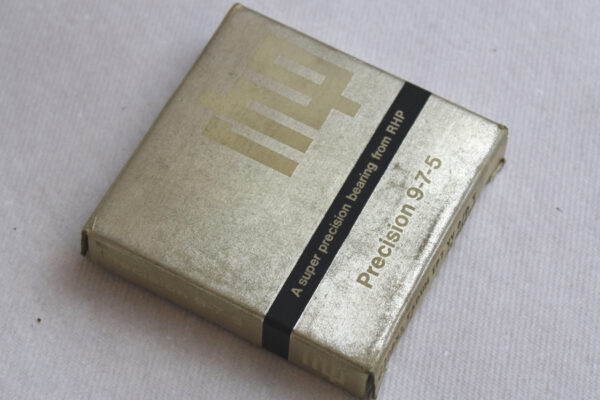 A super precision bearing from RHP
Precision 9-7-5